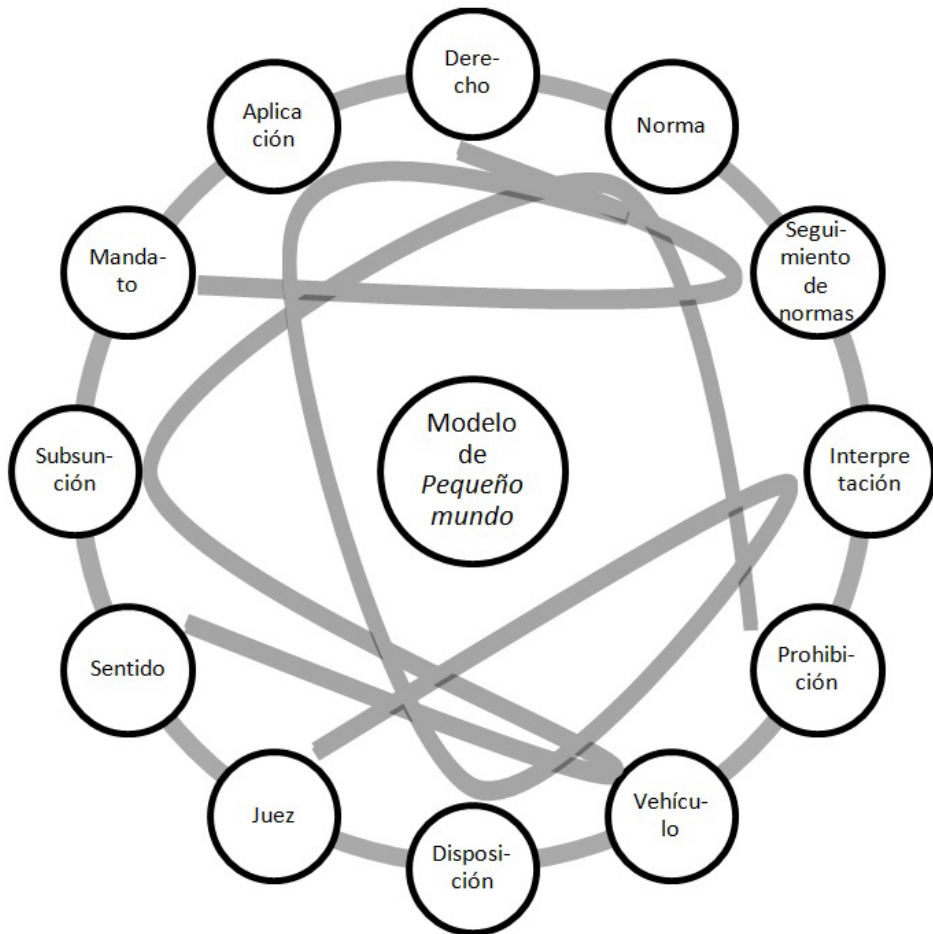 Dere-
cho
Norma
Segui-
miento
de
normas
Interpre
tación
Prohibi-
ción
Vehícu-
lo
Disposi-
ción
Juez
Sentido
Subsun-
ción
Manda-
to
Aplica
ción
Modelo
de
Pequeño
mundo